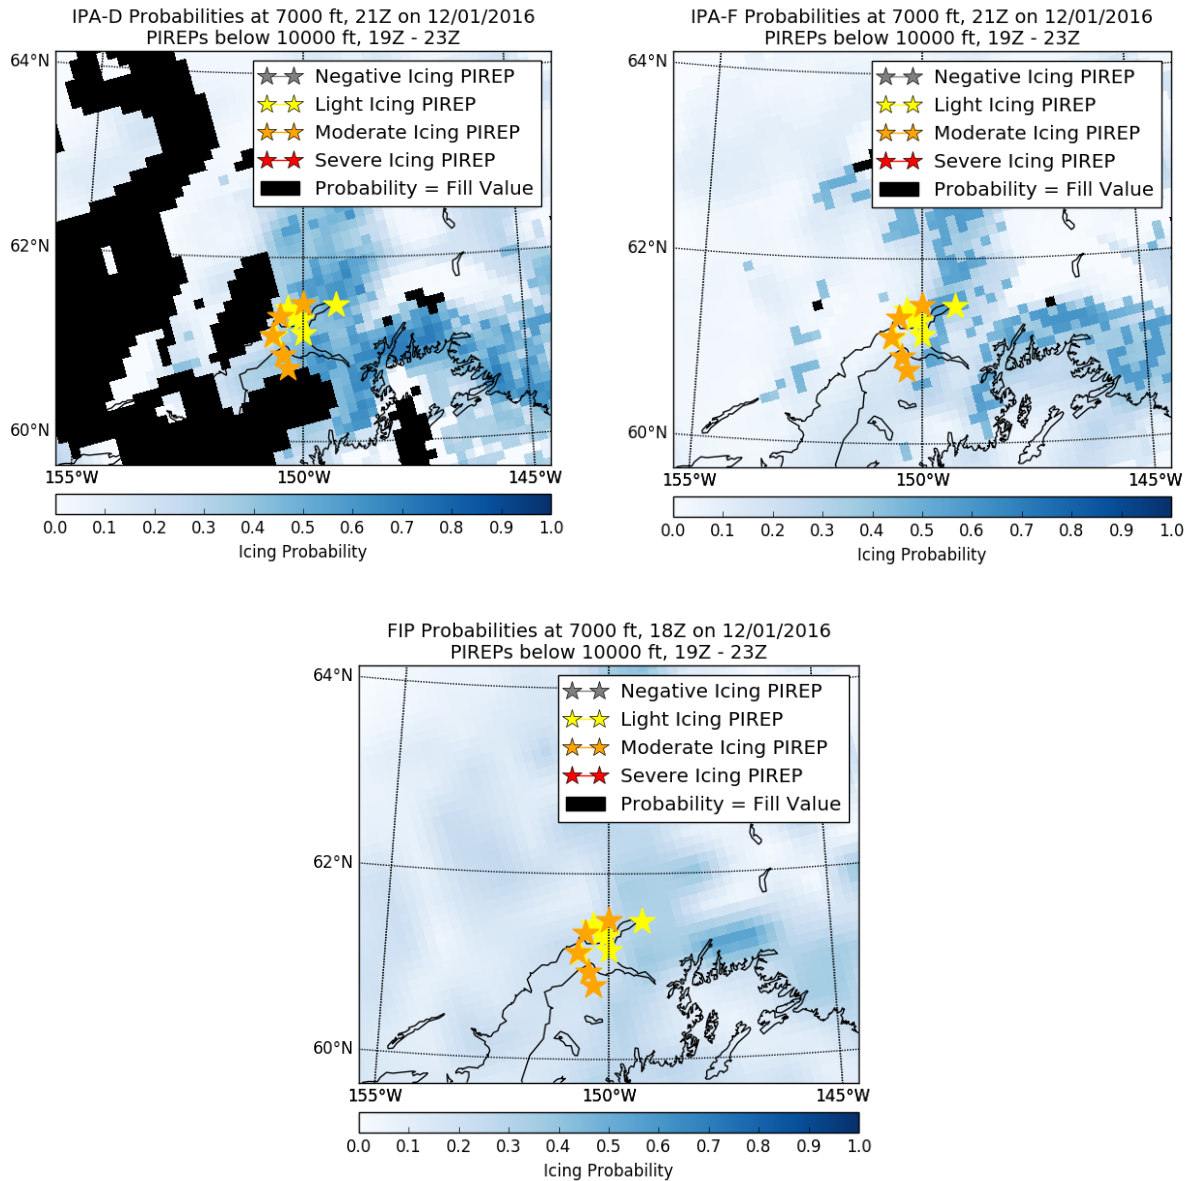 IPA-D Probabilities at 7000 ft, 21Z on 12/01/2016
PIREPs below 10000 ft, 19Z - 23Z
64°N
62°N
60°N
Negative Icing PIREP
Light Icing PIREP
Moderate Icing PIREP
Severe Icing PIREP
Probability = Fill Value
155°W 150°W 145°W
0.0 0.1 0.2 0.3 0.4 0.5 0.6 0.7 0.8 0.9 1.0
Icing Probability
IPA-F Probabilities at 7000 ft, 21Z on 12/01/2016
PIREPs below 10000 ft, 19Z - 23Z
64°N
62°N
60°N
Negative Icing PIREP
Light Icing PIREP
Moderate Icing PIREP
Severe Icing PIREP
Probability = Fill Value
155°W 150°W 145°W
0.0 0.1 0.2 0.3 0.4 0.5 0.6 0.7 0.8 0.9 1.0
Icing Probability
FIP Probabilities at 7000 ft, 18Z on 12/01/2016
PIREPs below 10000 ft, 19Z - 23Z
64°N
62°N
60°N
Negative Icing PIREP
Light Icing PIREP
Moderate Icing PIREP
Severe Icing PIREP
Probability = Fill Value
155°W 150°W 145°W
0.0 0.1 0.2 0.3 0.4 0.5 0.6 0.7 0.8 0.9 1.0
Icing Probability